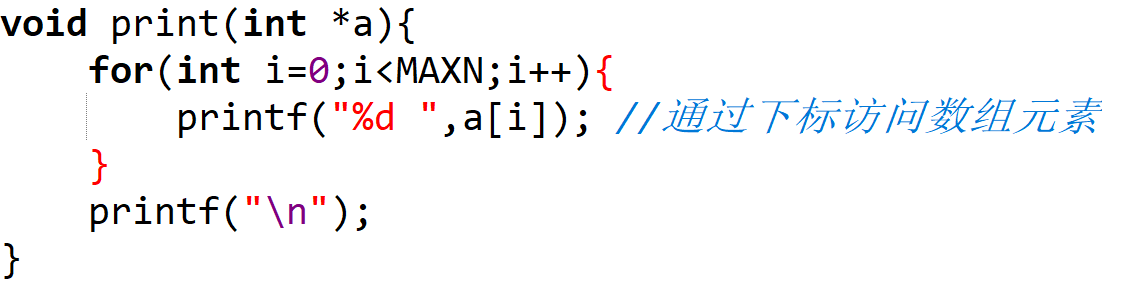 void print(int *a){
    for(int i=0;i<MAXN;i++){
        printf("%d ",a[i]); //通过下标访问数组元素
    }
    printf("\n");
}